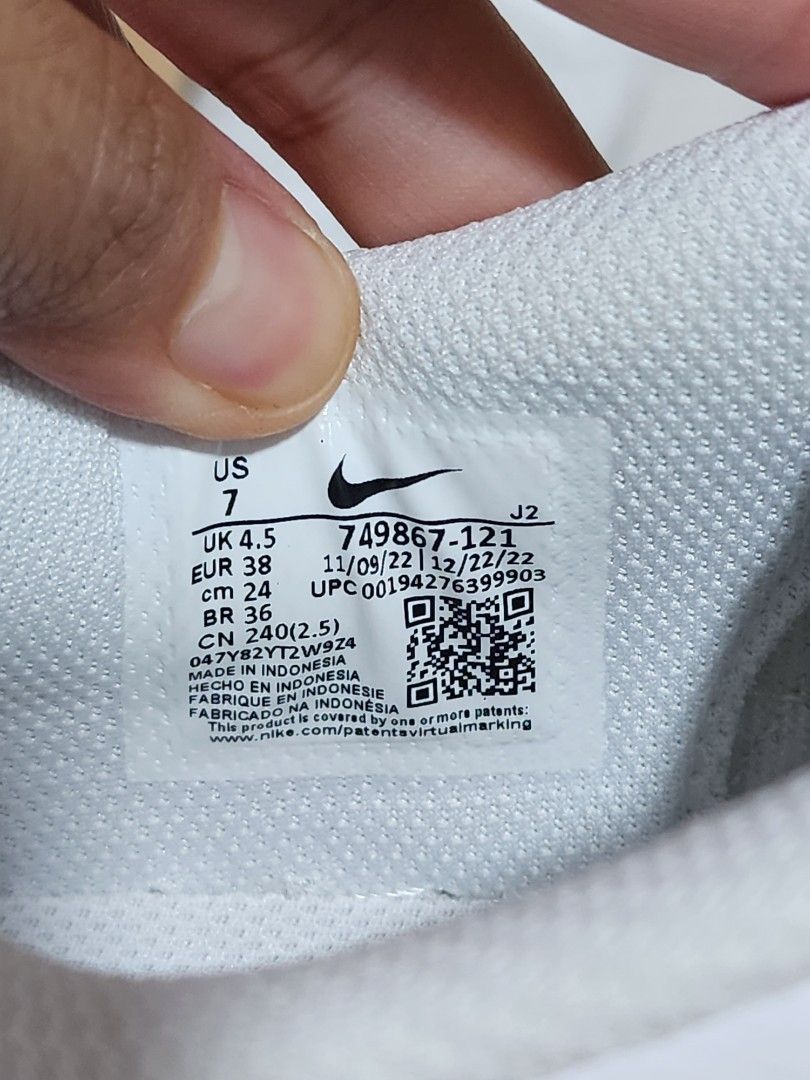 US
7
J2
UK 4.5
749867-121
EUR 38
11/09/22 | 12/22/22
cm 24
UPC 00194276399903
BR 36
CN 240(2.5)
047Y82YT2W9Z4
MADE IN INDONESIA
HECHO EN INDONESIA
FABRIQUE EN INDONESIE
FABRICADO NA INDONÉSIA
This product is covered by one or more patents:
www.nike.com/patentsvirtualmarking